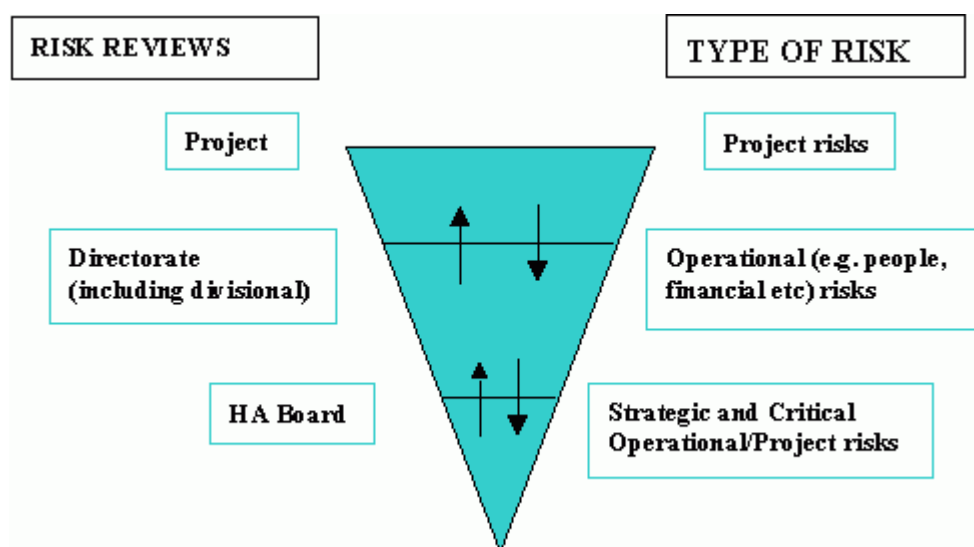 RISK REVIEWS
TYPE OF RISK
Project
Project risks
Directorate
(including divisional)
Operational (e.g. people,
financial etc) risks
HA Board
Strategic and Critical
Operational/Project risks